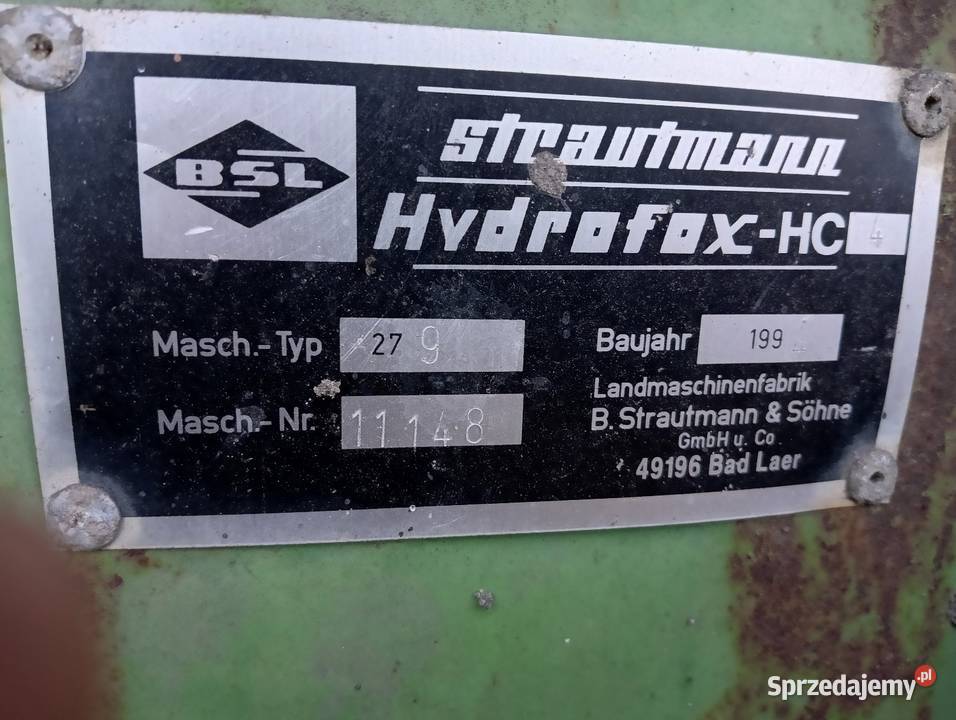 BSL
strautmann
Hydrofox-HC 4
Masch.-Typ 27 9
Baujahr 199
Masch.-Nr. 11148
Landmaschinenfabrik
B. Strautmann & Söhne
GmbH u. Co
49196 Bad Laer
Sprzedajemy.pl